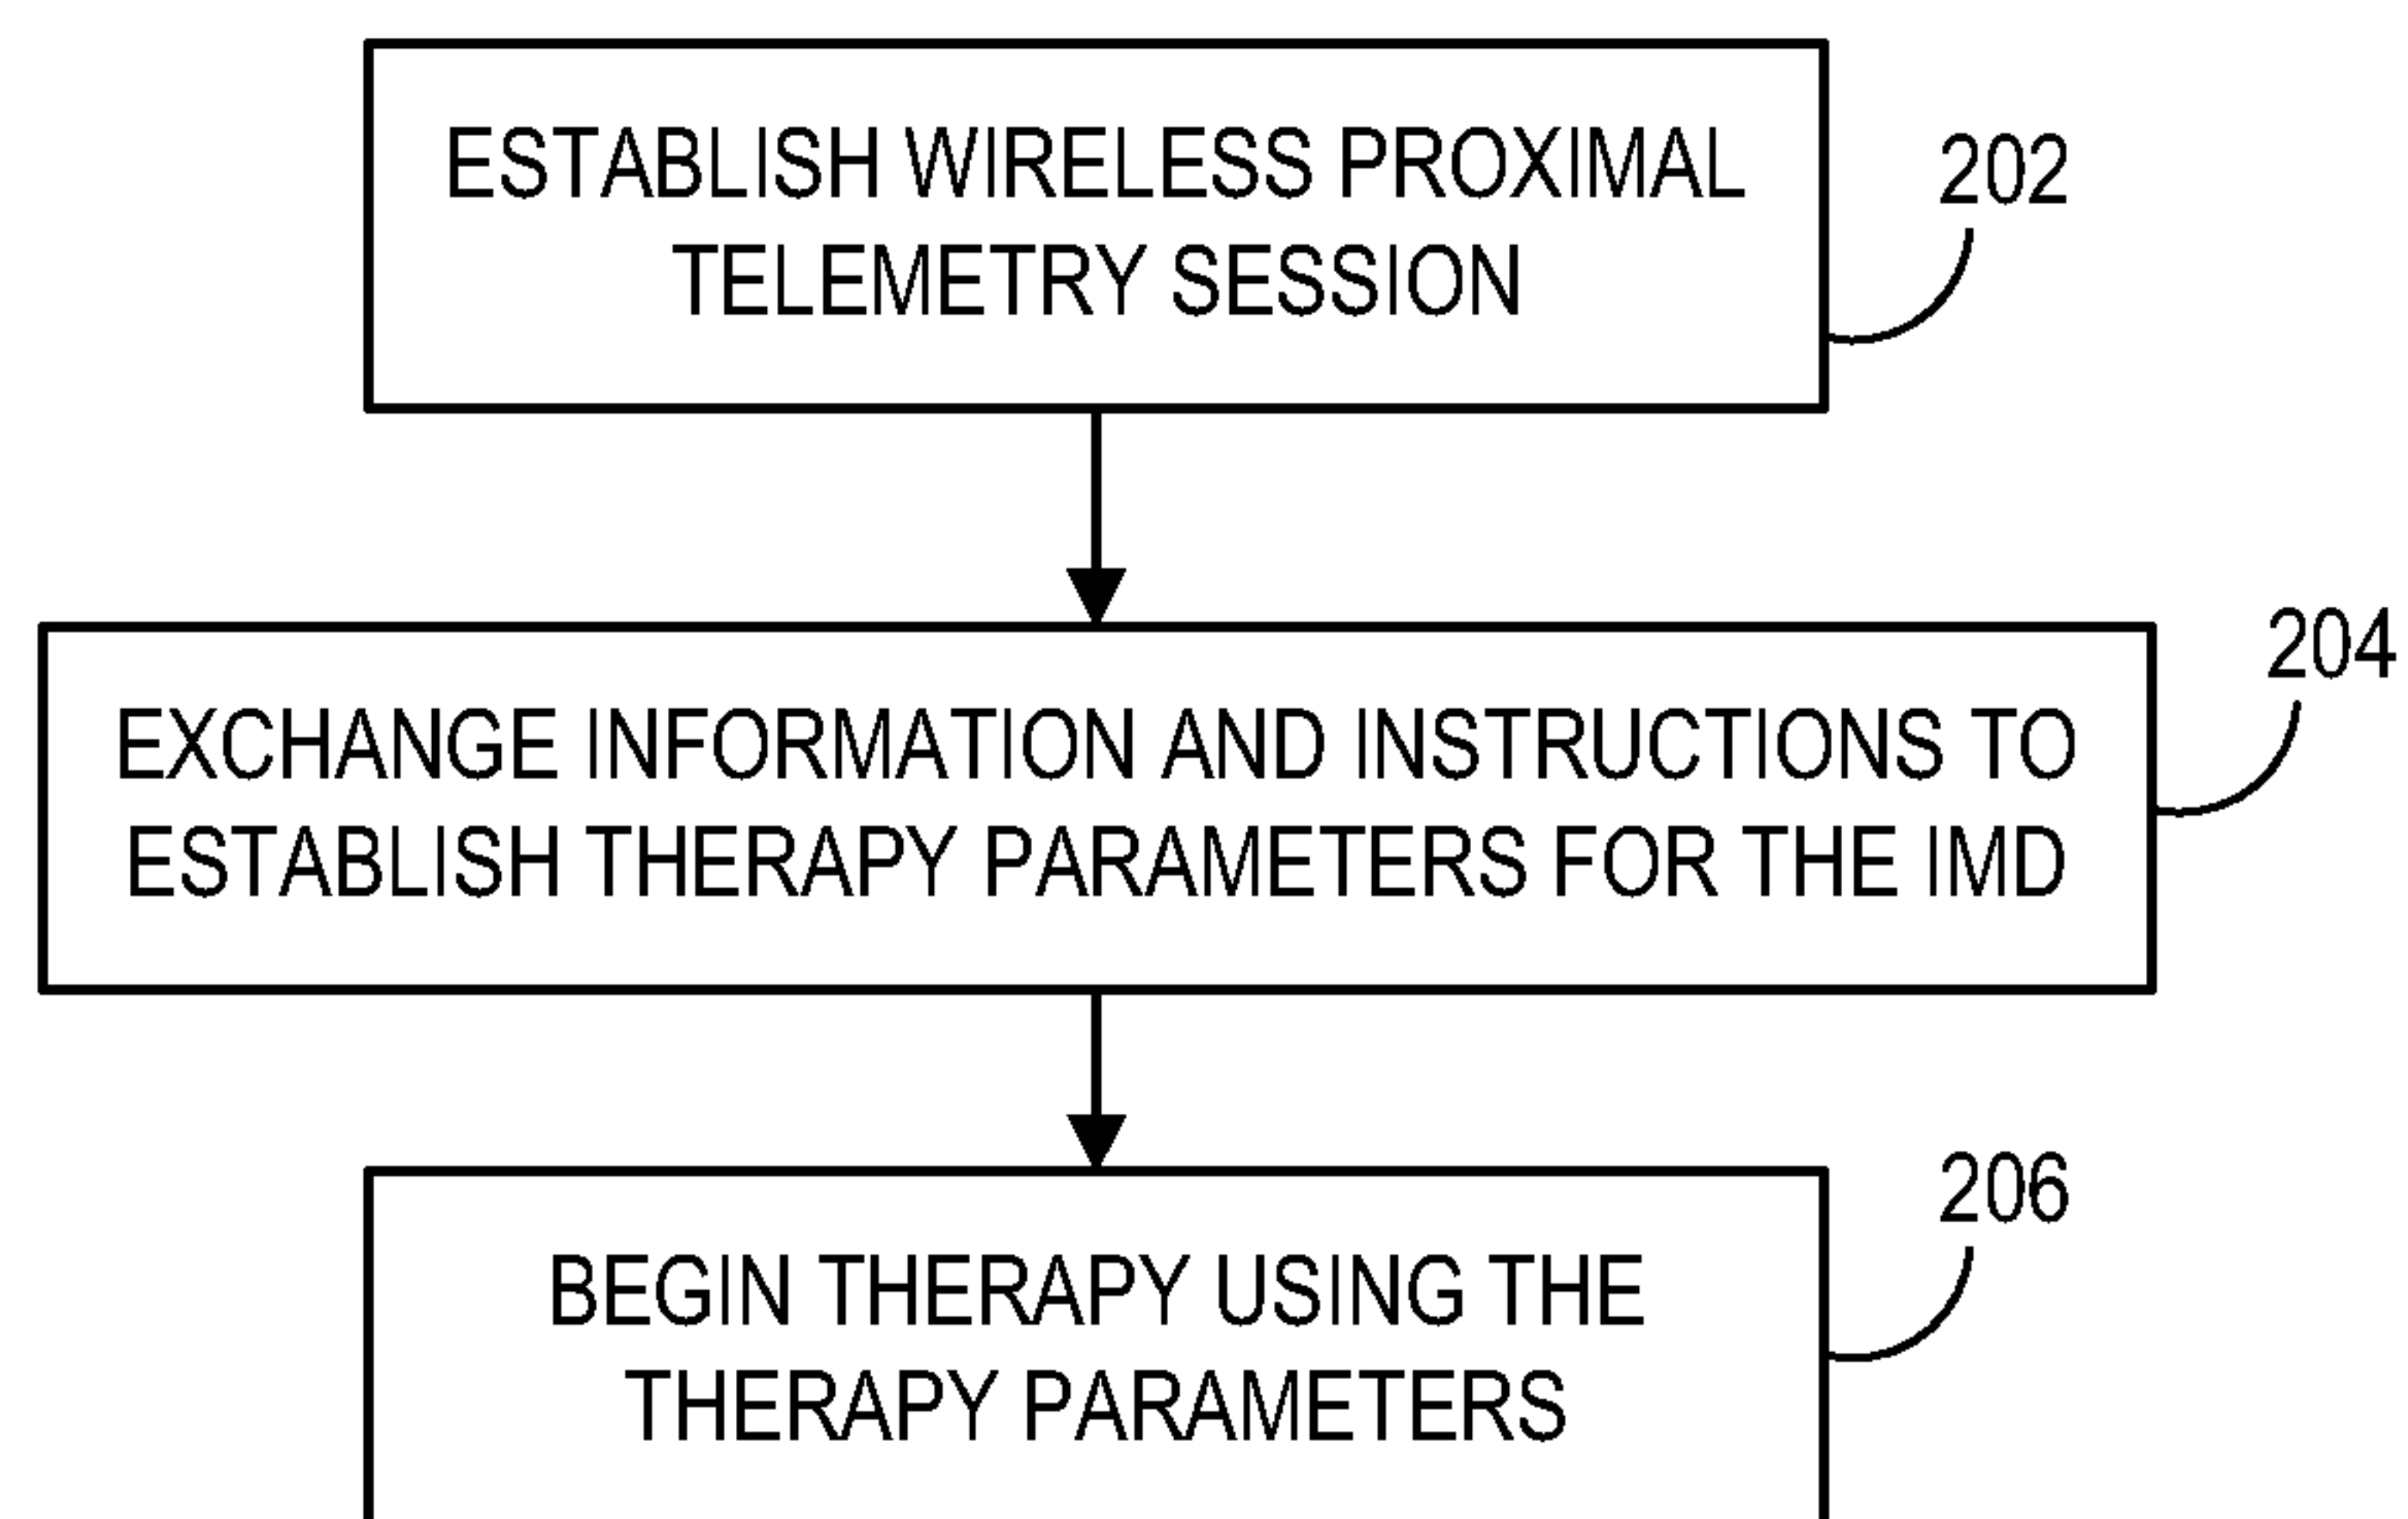 ESTABLISH WIRELESS PROXIMAL
TELEMETRY SESSION
202
EXCHANGE INFORMATION AND INSTRUCTIONS TO
ESTABLISH THERAPY PARAMETERS FOR THE IMD
204
BEGIN THERAPY USING THE
THERAPY PARAMETERS
206